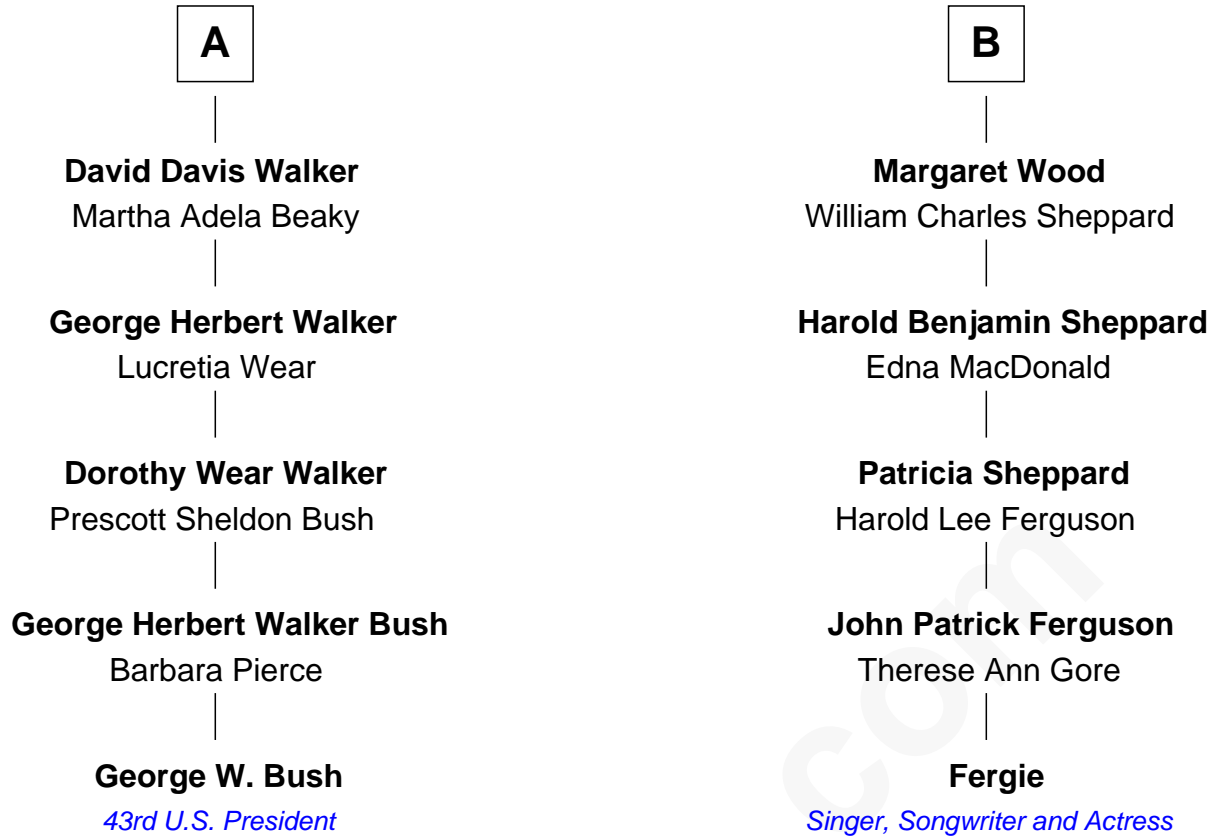 A
David Davis Walker
Martha Adela Beaky
George Herbert Walker
Lucretia Wear
Dorothy Wear Walker
Prescott Sheldon Bush
George Herbert Walker Bush
Barbara Pierce
George W. Bush
43rd U.S. President
B
Margaret Wood
William Charles Sheppard
Harold Benjamin Sheppard
Edna MacDonald
Patricia Sheppard
Harold Lee Ferguson
John Patrick Ferguson
Therese Ann Gore
Fergie
Singer, Songwriter and Actress
com